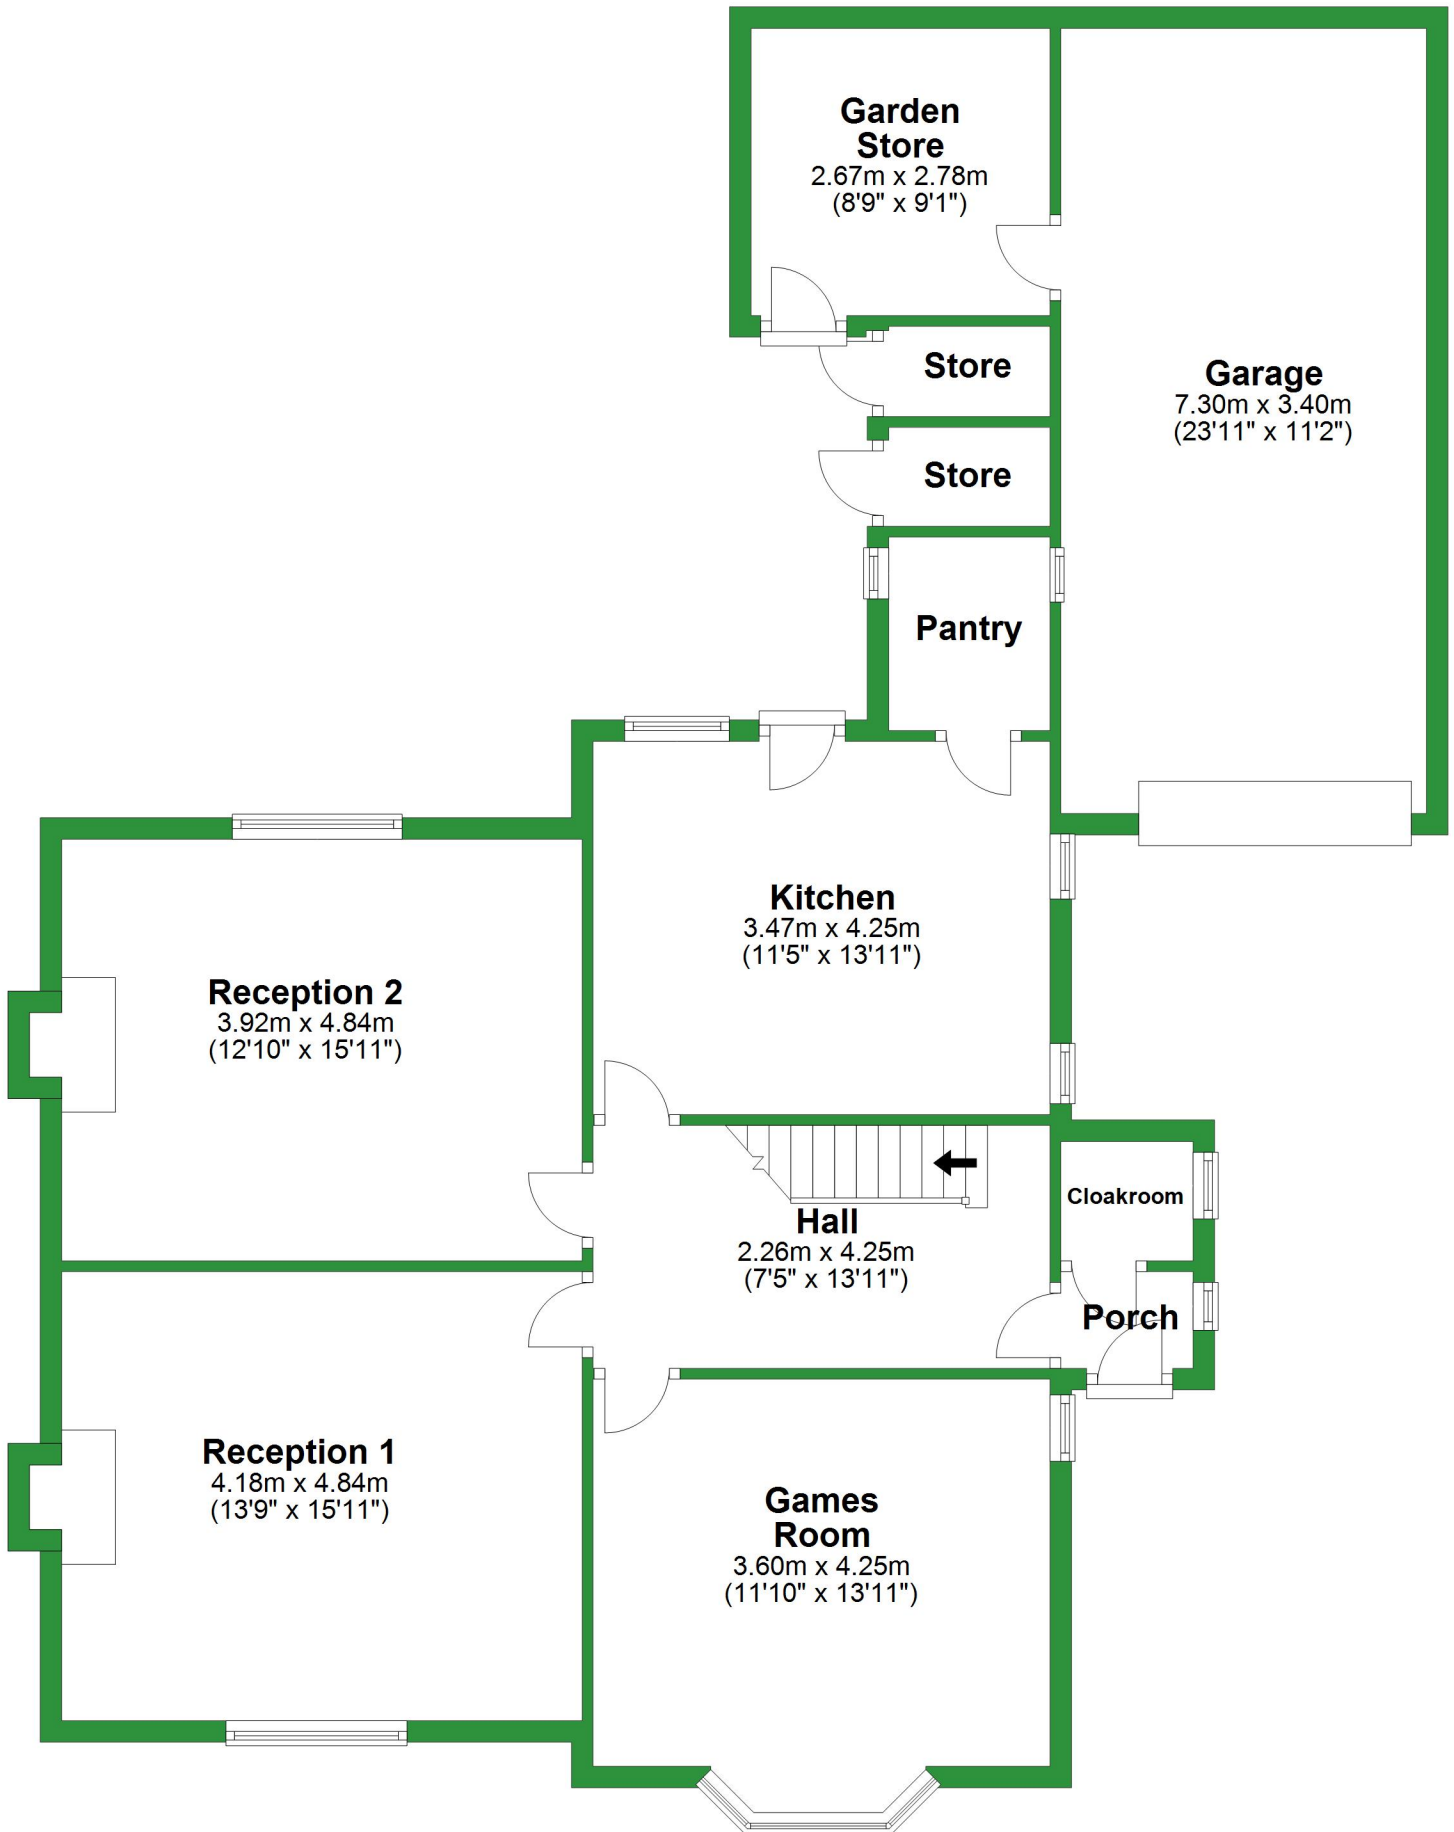 Garden
Store
2.67m x 2.78m
(8'9" x 9'1")
Store
Garage
7.30m x 3.40m
(23'11" x 11'2")
Store
Pantry
Kitchen
3.47m x 4.25m
(11'5" x 13'11")
Reception 2
3.92m x 4.84m
(12'10" x 15'11")
Cloakroom
Hall
2.26m x 4.25m
(7'5" x 13'11")
Porch
Reception 1
4.18m x 4.84m
(13'9" x 15'11")
Games
Room
3.60m x 4.25m
(11'10" x 13'11")